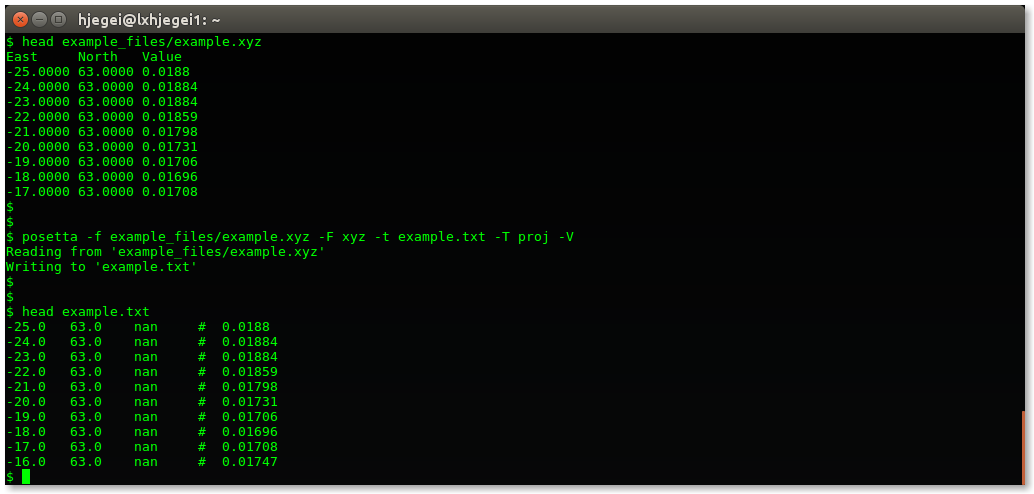 hjegei@lxhjegei1: ~
$ head example_files/example.xyz
East     North   Value
-25.0000 63.0000 0.0188
-24.0000 63.0000 0.01884
-23.0000 63.0000 0.01884
-22.0000 63.0000 0.01859
-21.0000 63.0000 0.01798
-20.0000 63.0000 0.01731
-19.0000 63.0000 0.01706
-18.0000 63.0000 0.01696
-17.0000 63.0000 0.01708
$
$
$ posetta -f example_files/example.xyz -F xyz -t example.txt -T proj -V
Reading from 'example_files/example.xyz'
Writing to 'example.txt'
$
$
$ head example.txt
-25.0   63.0    nan     #  0.0188
-24.0   63.0    nan     #  0.01884
-23.0   63.0    nan     #  0.01884
-22.0   63.0    nan     #  0.01859
-21.0   63.0    nan     #  0.01798
-20.0   63.0    nan     #  0.01731
-19.0   63.0    nan     #  0.01706
-18.0   63.0    nan     #  0.01696
-17.0   63.0    nan     #  0.01708
-16.0   63.0    nan     #  0.01747
$